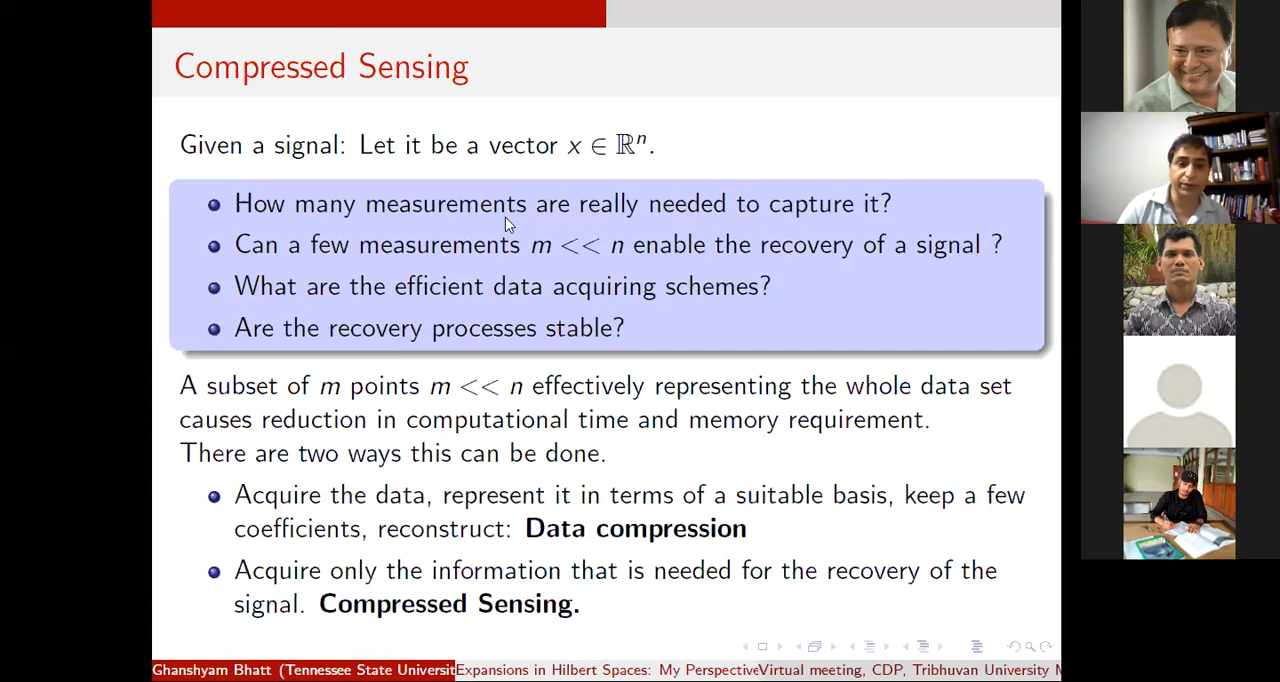 Compressed Sensing
Given a signal: Let it be a vector x ∈ ℝⁿ.
How many measurements are really needed to capture it?
Can a few measurements m << n enable the recovery of a signal ?
What are the efficient data acquiring schemes?
Are the recovery processes stable?
A subset of m points m << n effectively representing the whole data set
causes reduction in computational time and memory requirement.
There are two ways this can be done.
Acquire the data, represent it in terms of a suitable basis, keep a few
coefficients, reconstruct: Data compression
Acquire only the information that is needed for the recovery of the
signal. Compressed Sensing.
Ghanshyam Bhatt (Tennessee State Universit Expansions in Hilbert Spaces: My Perspective Virtual meeting, CDP, Tribhuvan University